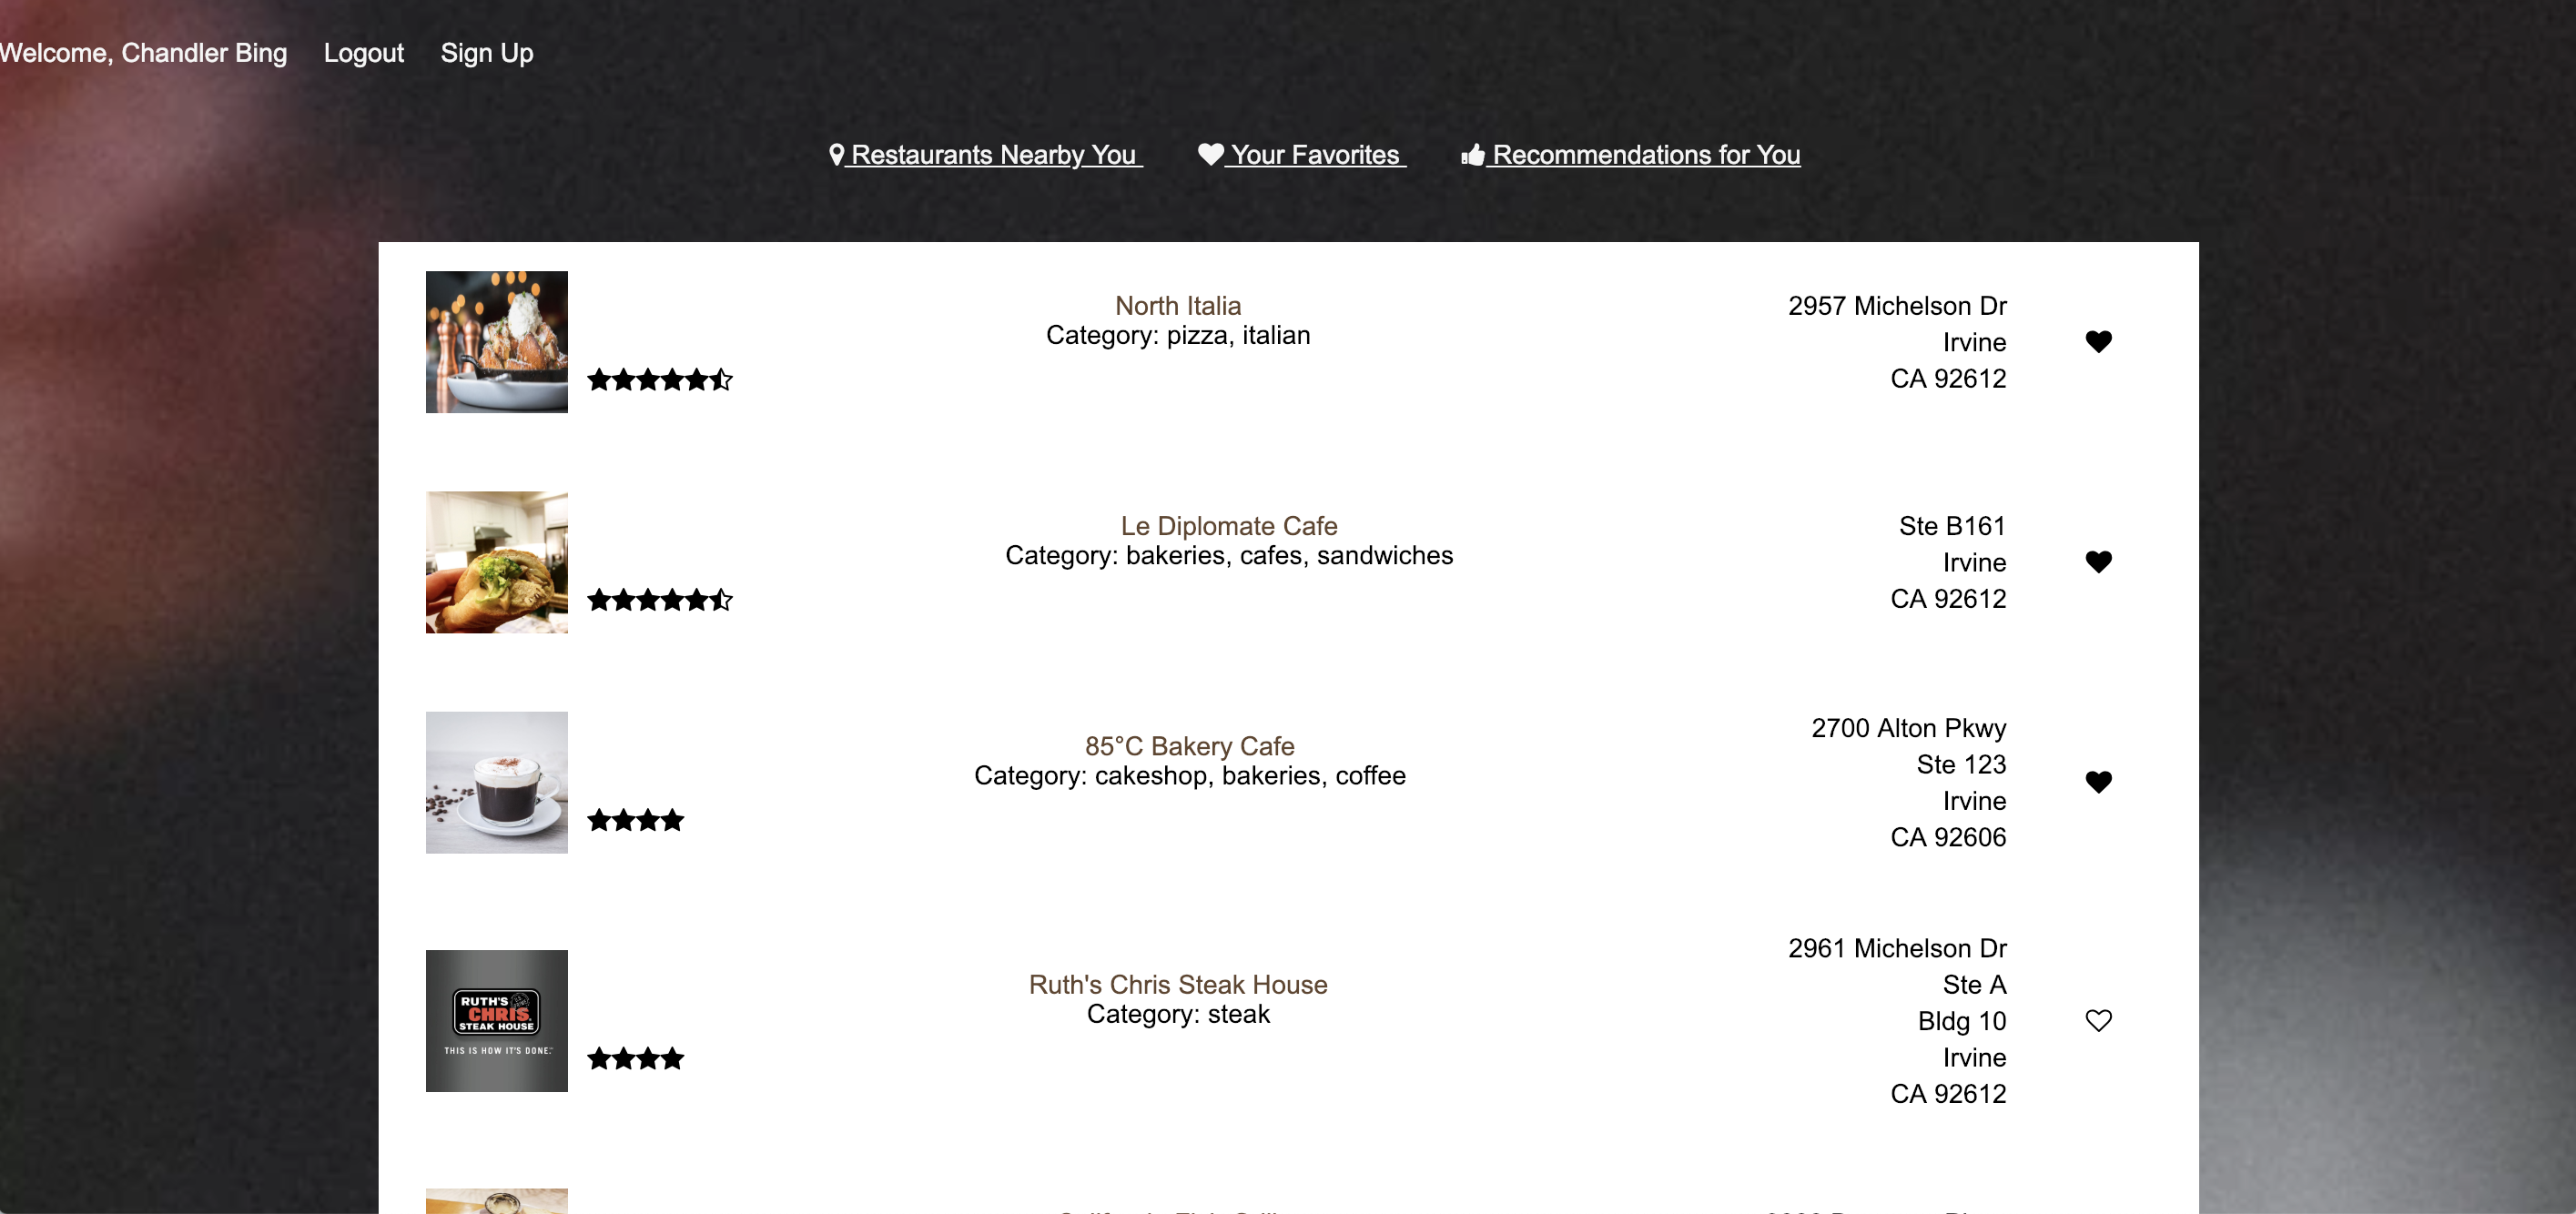 Welcome, Chandler Bing Logout Sign Up
Restaurants Nearby You Your Favorites Recommendations for You
North Italia
Category: pizza, italian
2957 Michelson Dr
Irvine
CA 92612
Le Diplomate Cafe
Category: bakeries, cafes, sandwiches
Ste B161
Irvine
CA 92612
85°C Bakery Cafe
Category: cakeshop, bakeries, coffee
2700 Alton Pkwy
Ste 123
Irvine
CA 92606
RUTH'S
CHRIS
STEAK HOUSE
THIS IS HOW IT'S DONE.
Ruth's Chris Steak House
Category: steak
2961 Michelson Dr
Ste A
Bldg 10
Irvine
CA 92612